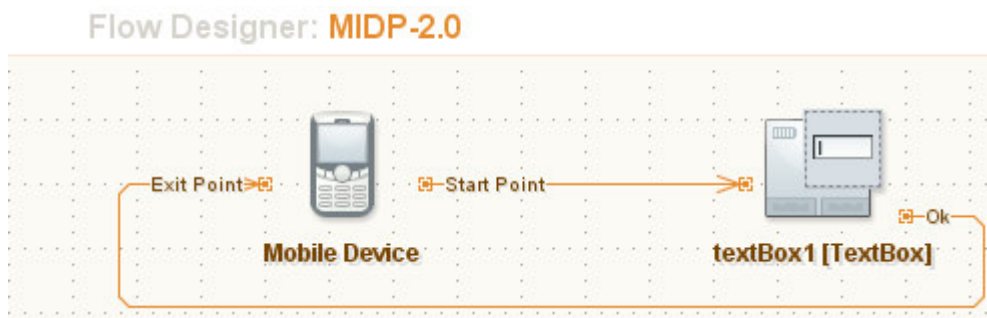 Flow Designer: MIDP-2.0
Exit Point
Start Point
Ok
Mobile Device
textBox1 [TextBox]